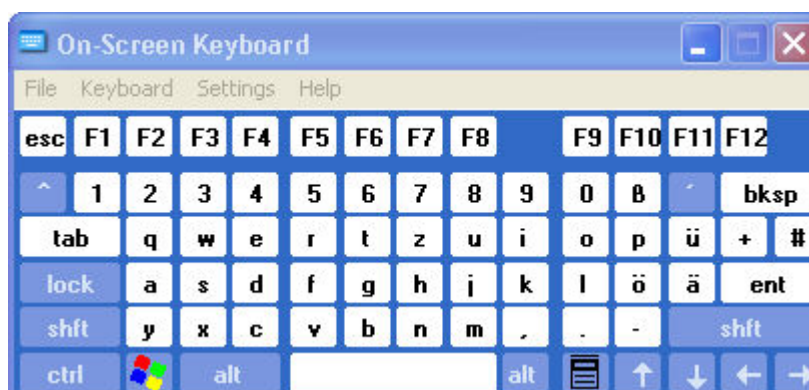 On-Screen Keyboard
File Keyboard Settings Help
esc F1 F2 F3 F4 F5 F6 F7 F8 F9 F10 F11 F12
^ 1 2 3 4 5 6 7 8 9 0 ß ´ bksp
tab q w e r t z u i o p ü + #
lock a s d f g h j k l ö ä ent
shft y x c v b n m , . - shft
ctrl alt alt ↑ ↓ ← →